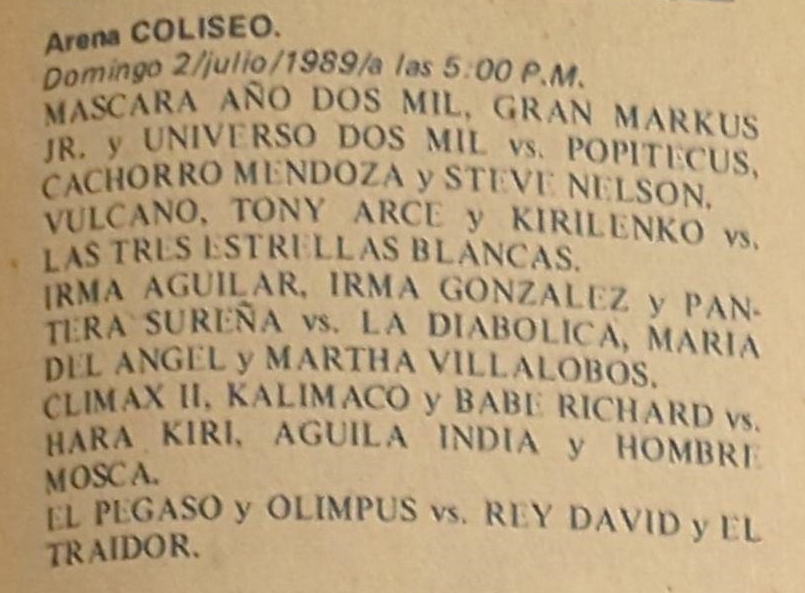 Arena COLISEO.
Domingo 2/julio/1989/a las 5:00 P.M.
MASCARA AÑO DOS MIL, GRAN MARKUS
JR. y UNIVERSO DOS MIL vs. POPITECUS,
CACHORRO MENDOZA y STEVE NELSON.
VULCANO, TONY ARCE y KIRILENKO vs.
LAS TRES ESTRELLAS BLANCAS.
IRMA AGUILAR, IRMA GONZALEZ y PAN-
TERA SUREÑA vs. LA DIABOLICA, MARIA
DEL ANGEL y MARTHA VILLALOBOS.
CLIMAX II, KALIMACO y BABE RICHARD vs.
HARA KIRI, AGUILA INDIA y HOMBRE
MOSCA.
EL PEGASO y OLIMPUS vs. REY DAVID y EL
TRAIDOR.